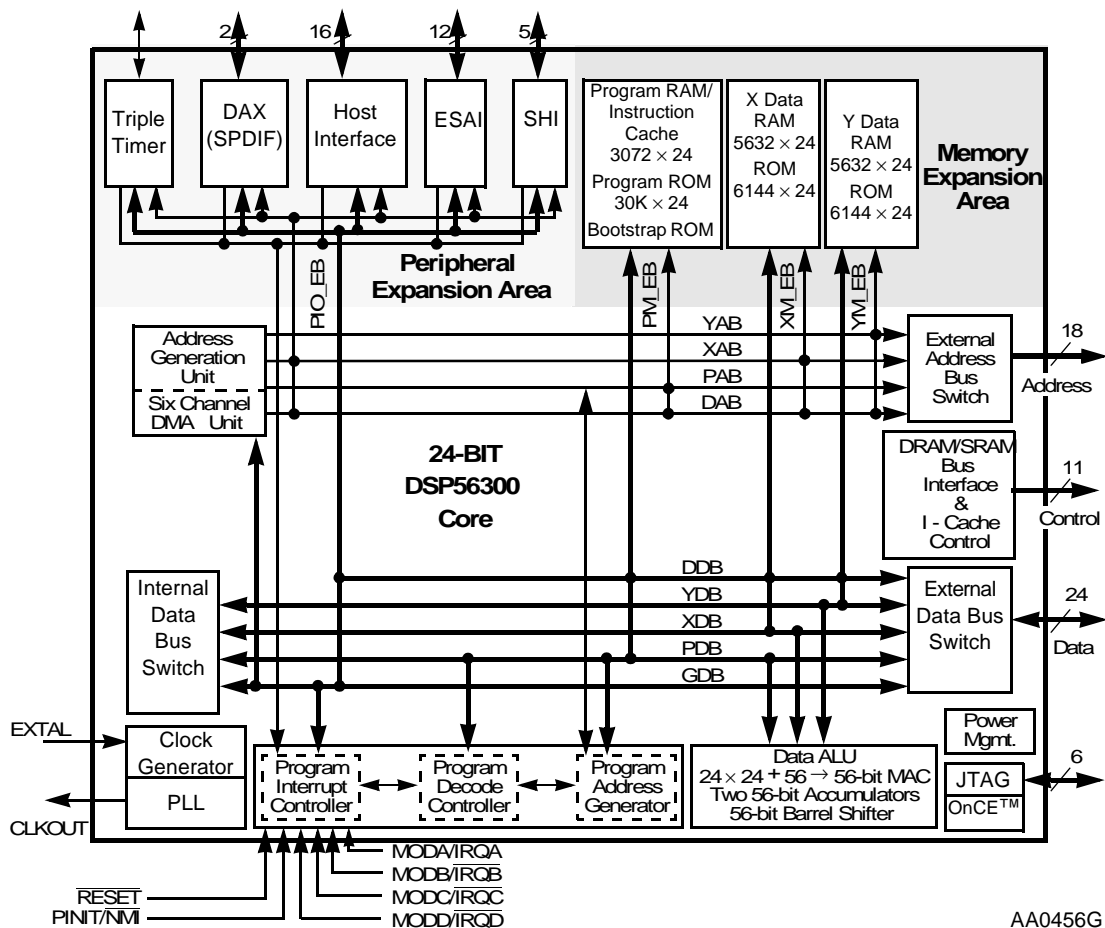 2
16
12
5
Triple
Timer
DAX
(SPDIF)
Host
Interface
ESAI
SHI
Program RAM/
Instruction
Cache
3072 × 24
Program ROM
30K × 24
Bootstrap ROM
X Data
RAM
5632 × 24
ROM
6144 × 24
Y Data
RAM
5632 × 24
ROM
6144 × 24
Memory
Expansion
Area
Peripheral
Expansion Area
PIO_EB
PM_EB
XM_EB
YM_EB
Address
Generation
Unit
Six Channel
DMA Unit
YAB
XAB
PAB
DAB
External
Address
Bus
Switch
18
Address
24-BIT
DSP56300
Core
DRAM/SRAM
Bus
Interface
&
I - Cache
Control
11
Control
Internal
Data
Bus
Switch
DDB
YDB
XDB
PDB
GDB
External
Data Bus
Switch
24
Data
EXTAL
Clock
Generator
PLL
CLKOUT
Program
Interrupt
Controller
Program
Decode
Controller
Program
Address
Generator
Data ALU
24 × 24 + 56 → 56-bit MAC
Two 56-bit Accumulators
56-bit Barrel Shifter
Power
Mgmt.
JTAG
OnCE™
6
MODA/IRQA
MODB/IRQB
MODC/IRQC
MODD/IRQD
RESET
PINIT/NMI
AA0456G